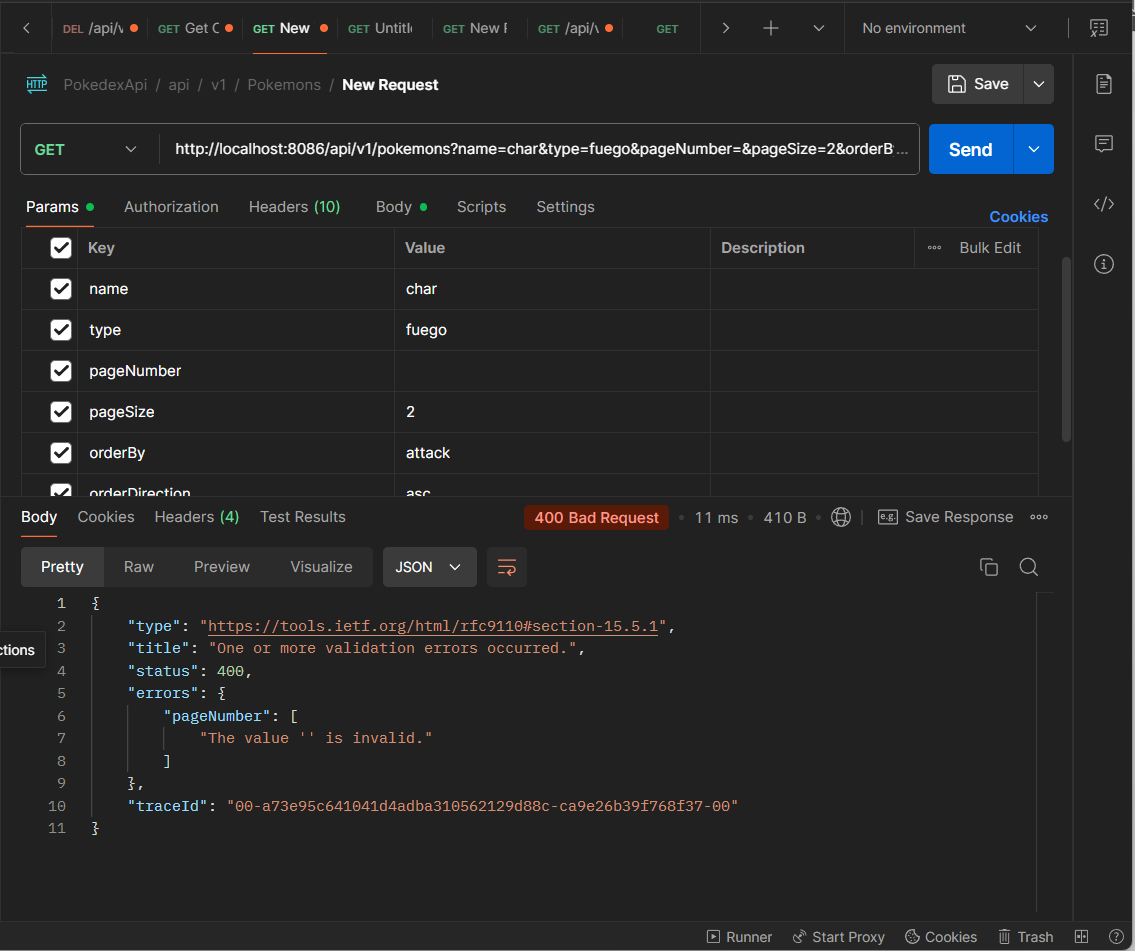 DEL /api/v GET Get C GET New GET Untitl GET New F GET /api/v GET No environment
HTTP PokedexApi / api / v1 / Pokemons / New Request Save
GET http://localhost:8086/api/v1/pokemons?name=char&type=fuego&pageNumber=&pageSize=2&orderB... Send
Params Authorization Headers (10) Body Scripts Settings Cookies
Key Value Description Bulk Edit
name char
type fuego
pageNumber
pageSize 2
orderBy attack
orderDirection asc
Body Cookies Headers (4) Test Results 400 Bad Request 11 ms 410 B e.g. Save Response
Pretty Raw Preview Visualize JSON
1 {
2 "type": "https://tools.ietf.org/html/rfc9110#section-15.5.1",
3 "title": "One or more validation errors occurred.",
ctions
4 "status": 400,
5 "errors": {
6 "pageNumber": [
7 "The value '' is invalid."
8 ]
9 },
10 "traceId": "00-a73e95c641041d4adba310562129d88c-ca9e26b39f768f37-00"
11 }
Runner Start Proxy Cookies Trash